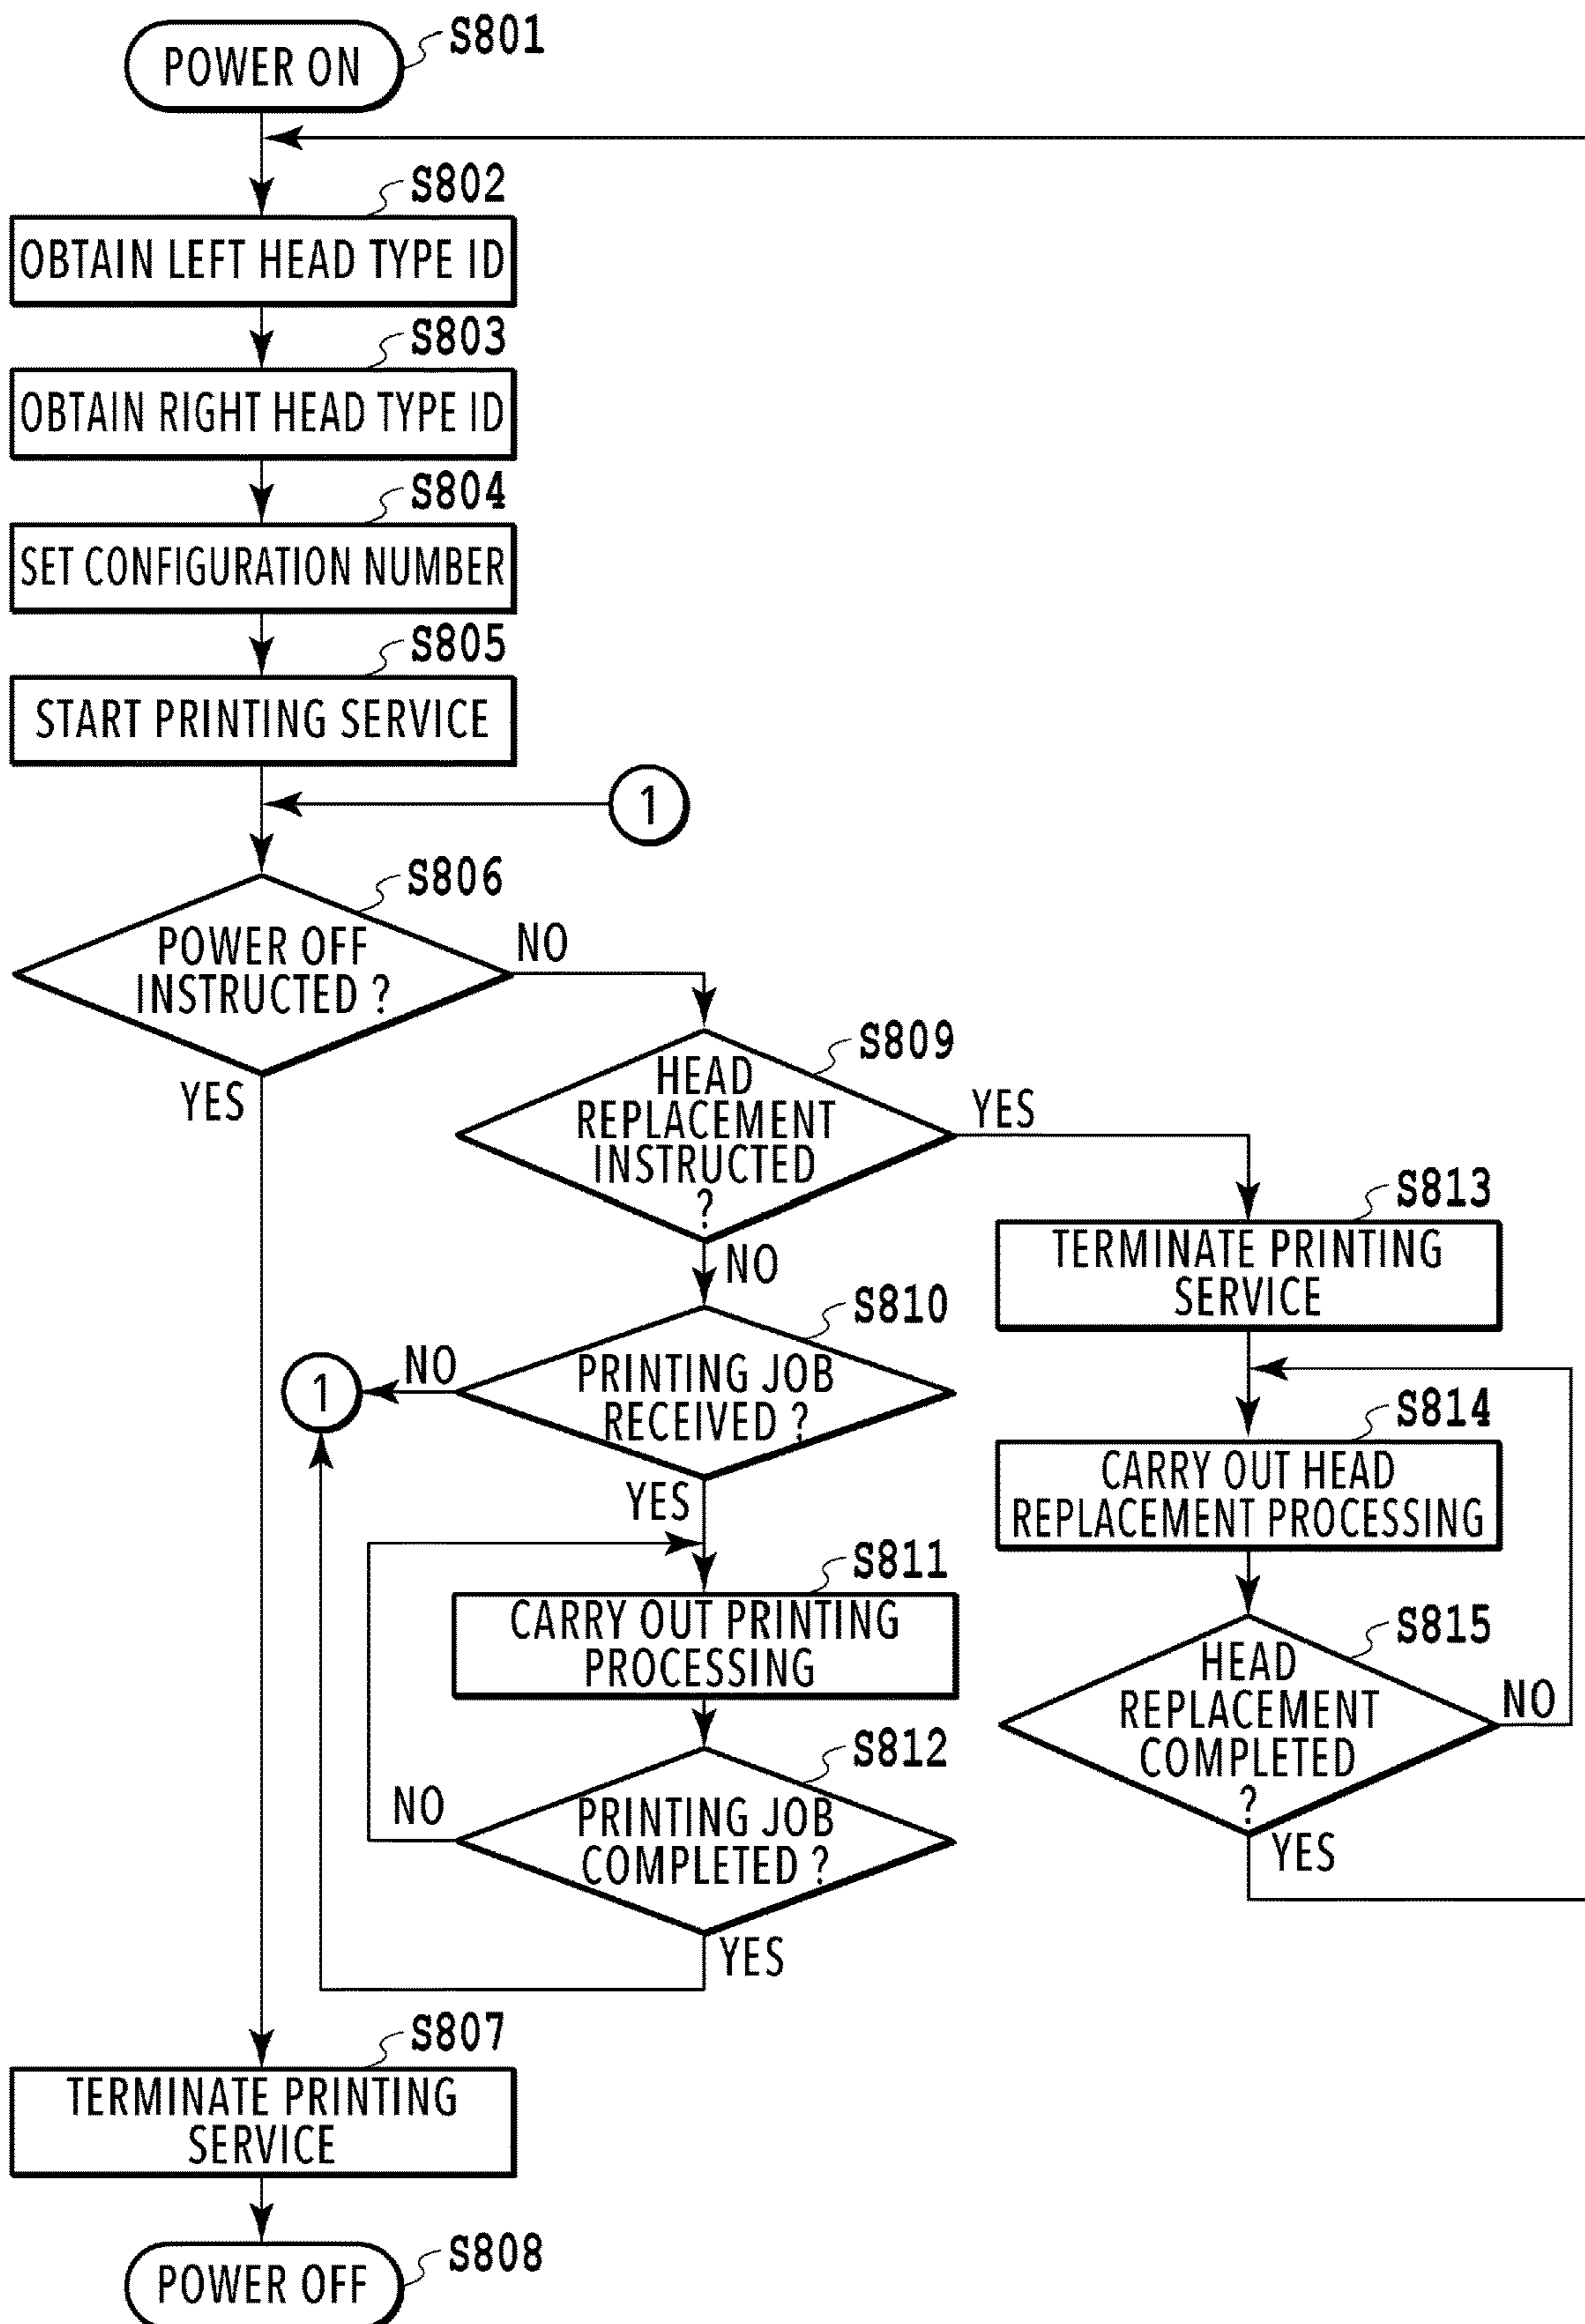 S801
POWER ON
S802
OBTAIN LEFT HEAD TYPE ID
S803
OBTAIN RIGHT HEAD TYPE ID
S804
SET CONFIGURATION NUMBER
S805
START PRINTING SERVICE
1
S806
POWER OFF
INSTRUCTED ?
NO
YES
S809
HEAD
REPLACEMENT
INSTRUCTED
?
YES
NO
S813
TERMINATE PRINTING
SERVICE
S810
PRINTING JOB
RECEIVED ?
NO
1
YES
S814
CARRY OUT HEAD
REPLACEMENT PROCESSING
S811
CARRY OUT PRINTING
PROCESSING
S815
HEAD
REPLACEMENT
COMPLETED
?
NO
YES
S812
PRINTING JOB
COMPLETED ?
NO
YES
S807
TERMINATE PRINTING
SERVICE
S808
POWER OFF